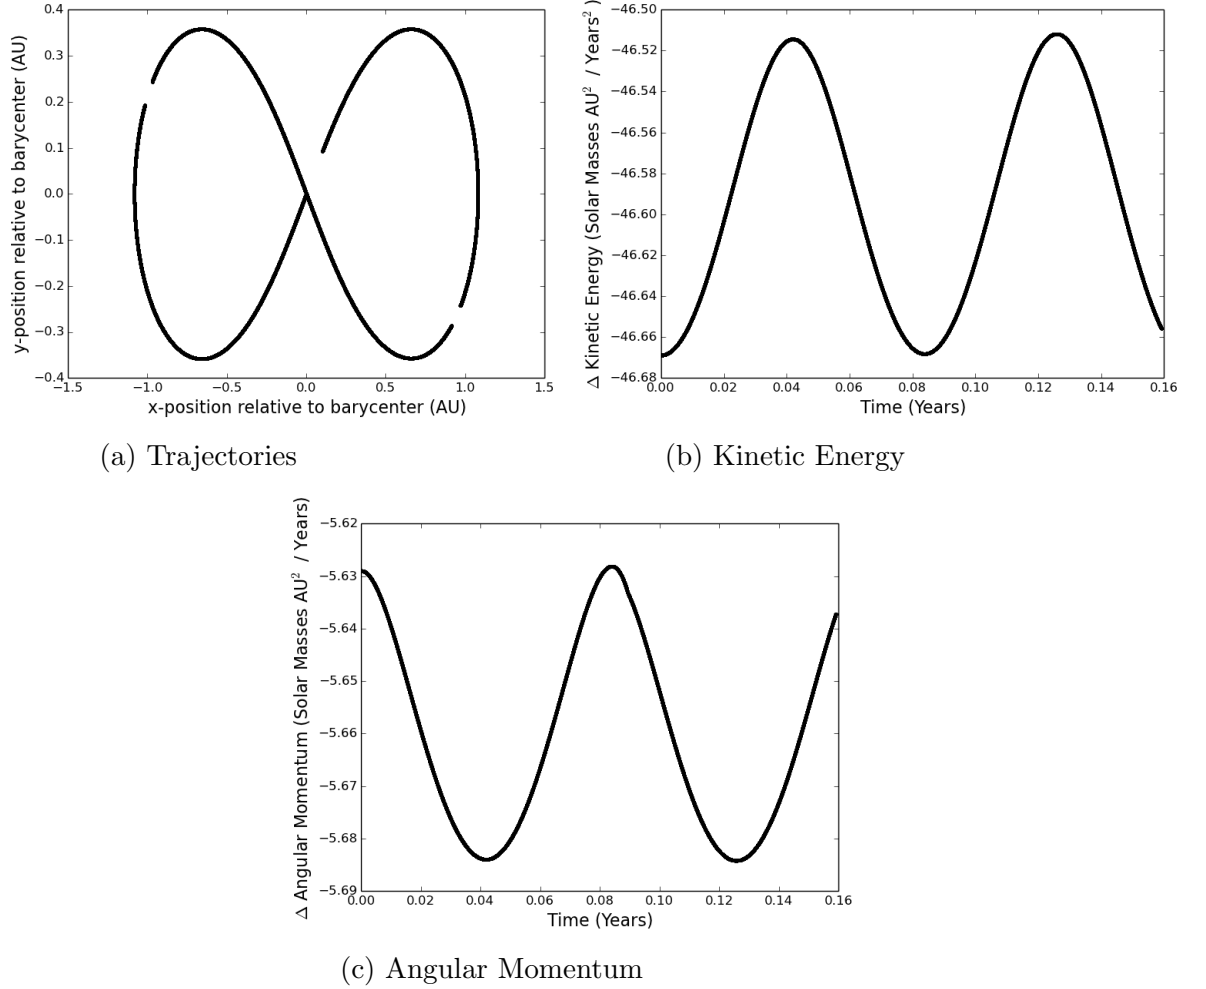 0.4
0.3
0.2
0.1
0.0
−0.1
−0.2
−0.3
−0.4
y-position relative to barycenter (AU)
−1.5 −1.0 −0.5 0.0 0.5 1.0 1.5
x-position relative to barycenter (AU)
(a) Trajectories
−46.50
−46.52
−46.54
−46.56
−46.58
−46.60
−46.62
−46.64
−46.66
−46.68
Δ Kinetic Energy (Solar Masses AU² / Years²)
0.00 0.02 0.04 0.06 0.08 0.10 0.12 0.14 0.16
Time (Years)
(b) Kinetic Energy
−5.62
−5.63
−5.64
−5.65
−5.66
−5.67
−5.68
−5.69
Δ Angular Momentum (Solar Masses AU² / Years)
0.00 0.02 0.04 0.06 0.08 0.10 0.12 0.14 0.16
Time (Years)
(c) Angular Momentum